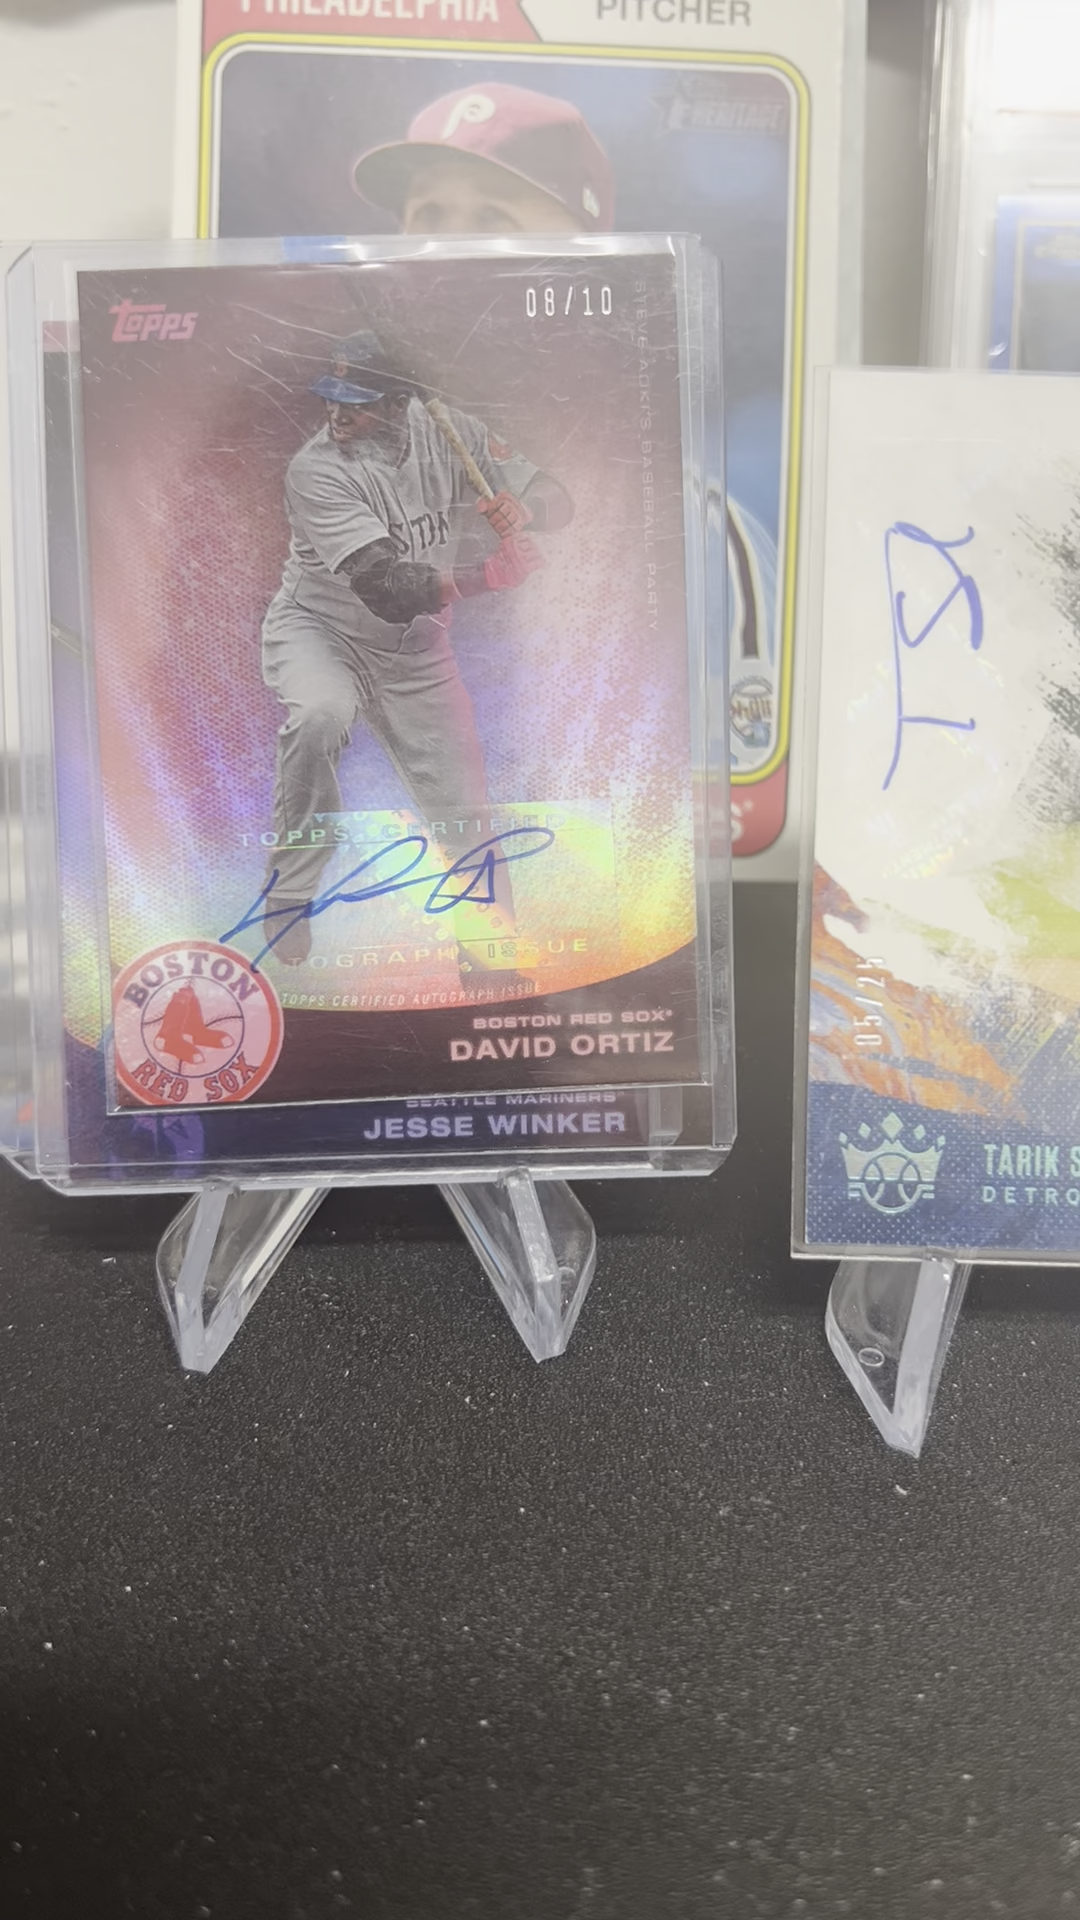 PHILADELPHIA
PITCHER
HERITAGE
Topps
08/10
STEVE AOKI'S BASEBALL PARTY
TOPPS CERTIFIED
TOGRAPH ISSUE
TOPPS CERTIFIED AUTOGRAPH ISSUE
BOSTON
RED SOX
BOSTON RED SOX
DAVID ORTIZ
SEATTLE MARINERS
JESSE WINKER
05/25
TARIK S
DETRO